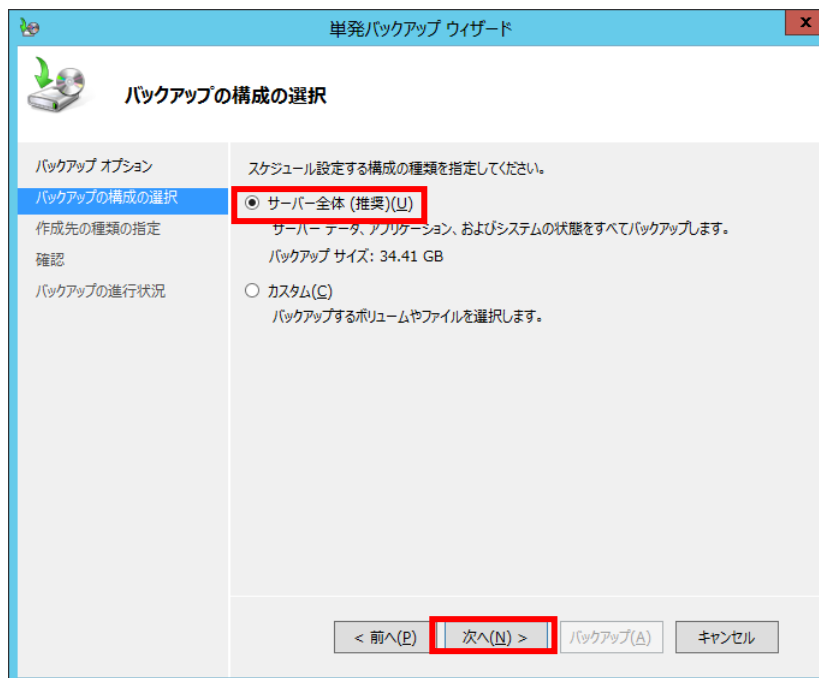 単発バックアップ ウィザード
x
バックアップの構成の選択
バックアップ オプション
バックアップの構成の選択
作成先の種類の指定
確認
バックアップの進行状況
スケジュール設定する構成の種類を指定してください。
サーバー全体 (推奨)(U)
サーバー データ、アプリケーション、およびシステムの状態をすべてバックアップします。
バックアップ サイズ: 34.41 GB
カスタム(C)
バックアップするボリュームやファイルを選択します。
< 前へ(P)
次へ(N) >
バックアップ(A)
キャンセル